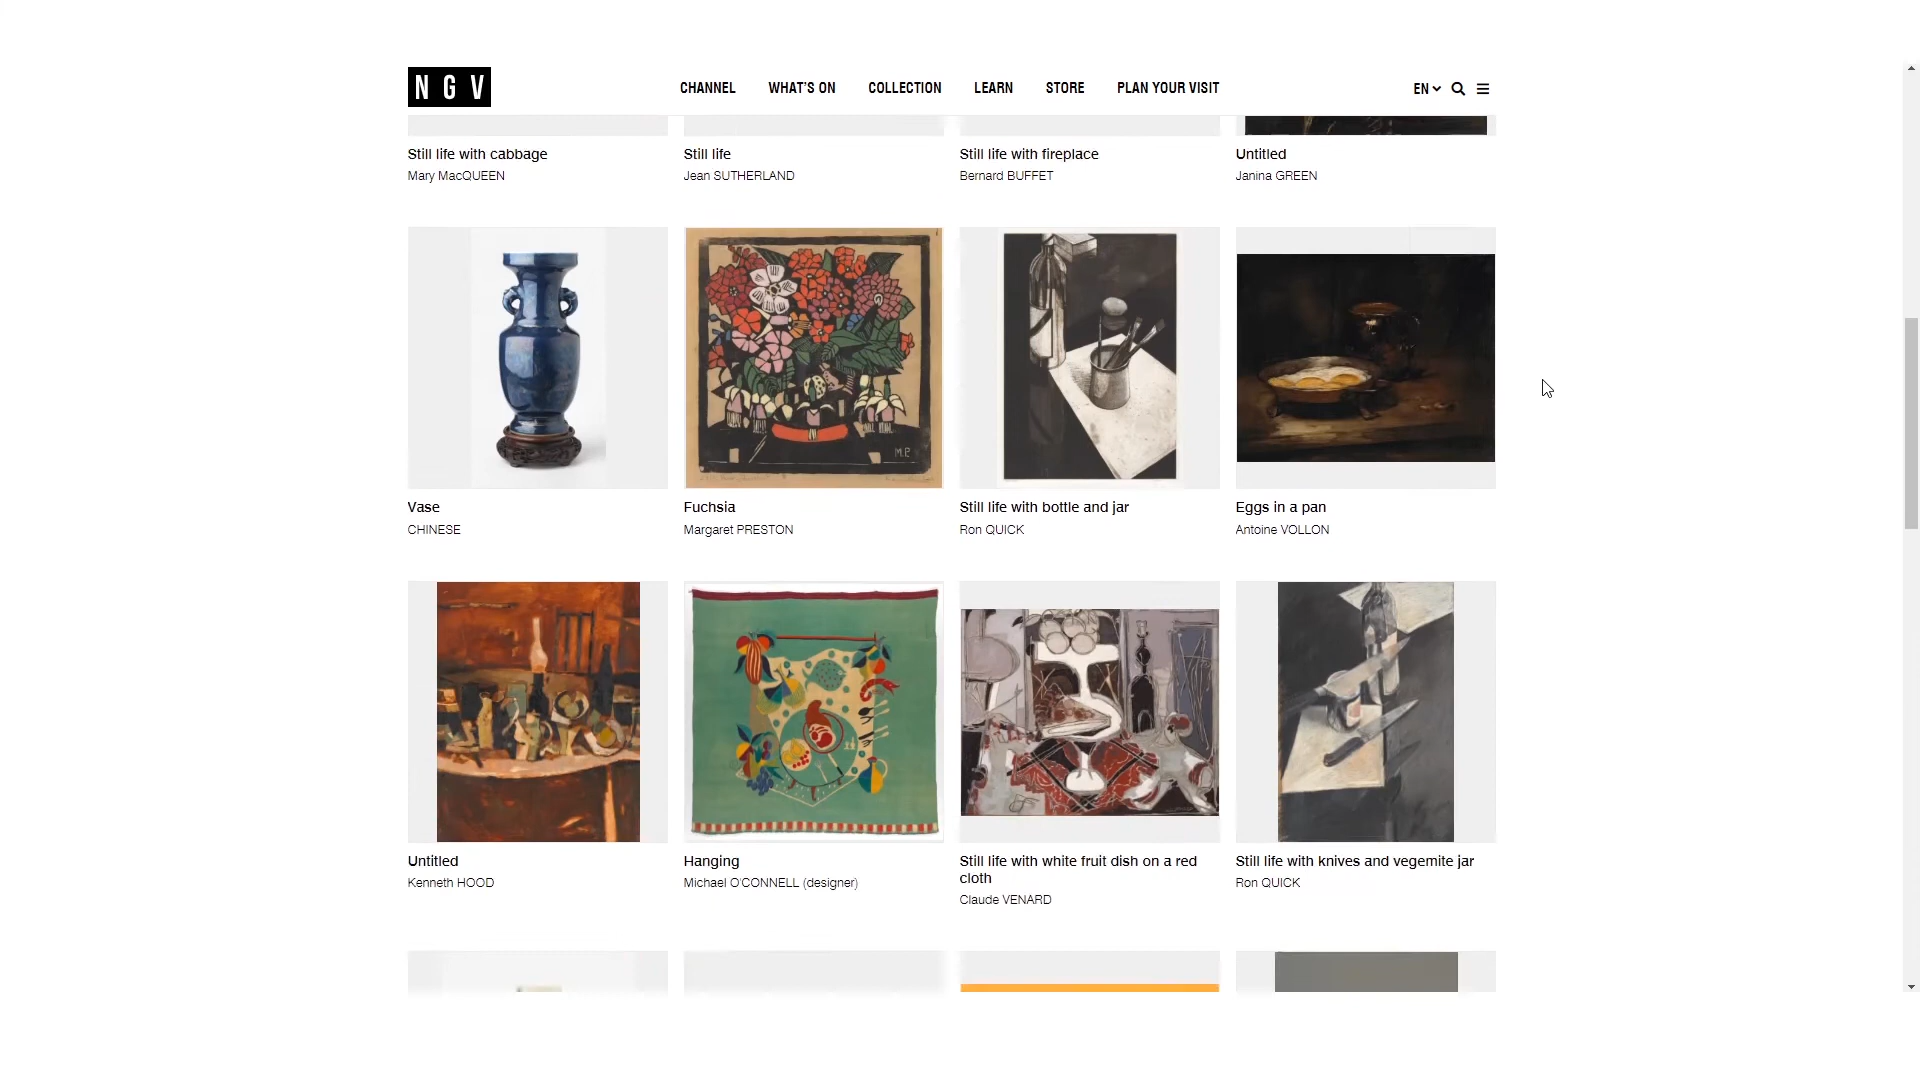 NGV
CHANNEL WHAT'S ON COLLECTION LEARN STORE PLAN YOUR VISIT
EN
Still life with cabbage
Mary MacQUEEN
Still life
Jean SUTHERLAND
Still life with fireplace
Bernard BUFFET
Untitled
Janina GREEN
M.P.
Vase
CHINESE
Fuchsia
Margaret PRESTON
Still life with bottle and jar
Ron QUICK
Eggs in a pan
Antoine VOLLON
Untitled
Kenneth HOOD
Hanging
Michael O'CONNELL (designer)
Still life with white fruit dish on a red
cloth
Claude VENARD
Still life with knives and vegemite jar
Ron QUICK